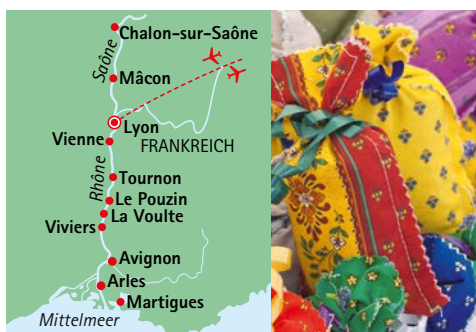 Chalon-sur-Saône
Saône
Mâcon
Lyon
Vienne
FRANKREICH
Rhône
Tournon
Le Pouzin
La Voulte
Viviers
Avignon
Arles
Martigues
Mittelmeer